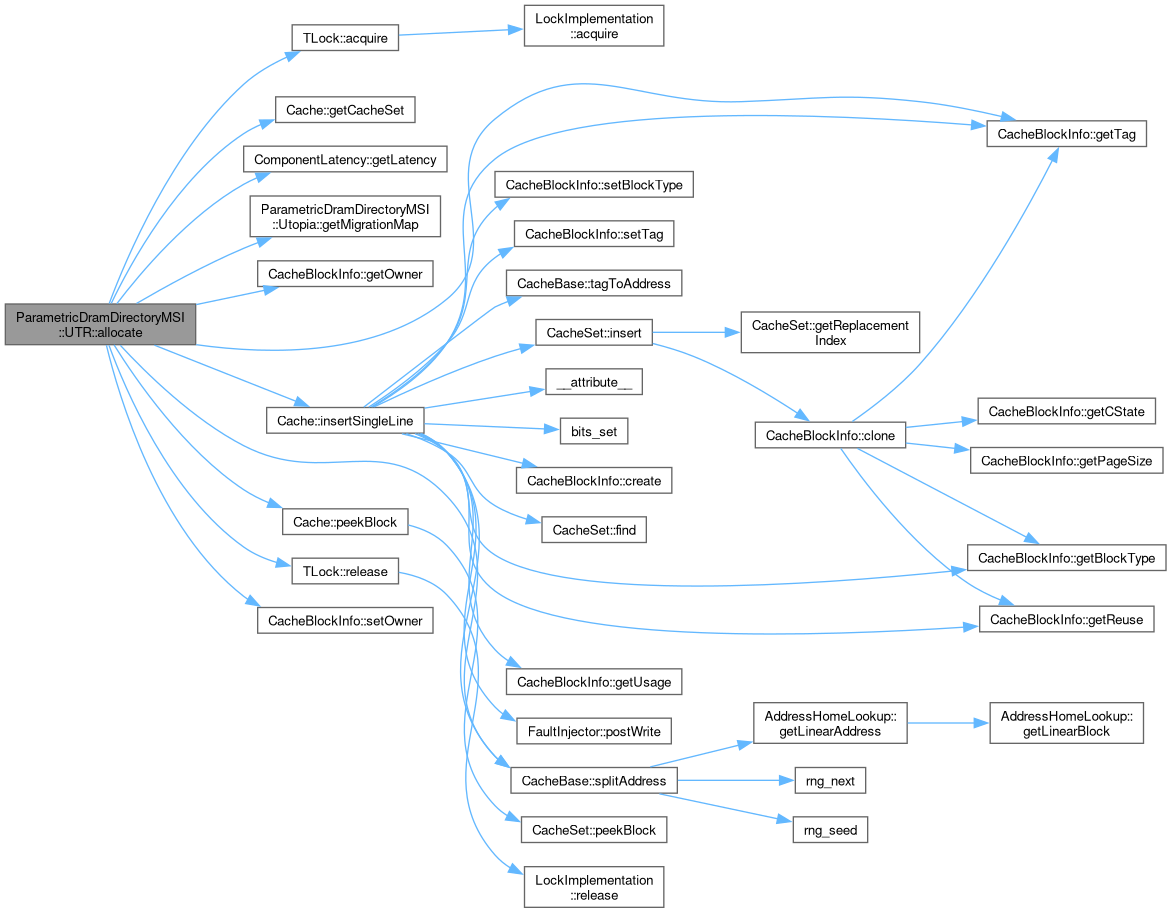 ParametricDramDirectoryMSI
::UTR::allocate
TLock::acquire
LockImplementation
::acquire
Cache::getCacheSet
ComponentLatency::getLatency
ParametricDramDirectoryMSI
::Utopia::getMigrationMap
CacheBlockInfo::getOwner
Cache::insertSingleLine
Cache::peekBlock
TLock::release
CacheBlockInfo::setOwner
CacheBlockInfo::setBlockType
CacheBlockInfo::setTag
CacheBase::tagToAddress
CacheSet::insert
__attribute__
bits_set
CacheBlockInfo::create
CacheSet::find
CacheBlockInfo::getUsage
FaultInjector::postWrite
CacheBase::splitAddress
CacheSet::peekBlock
LockImplementation
::release
CacheSet::getReplacement
Index
CacheBlockInfo::clone
AddressHomeLookup::
getLinearAddress
rng_next
rng_seed
CacheBlockInfo::getTag
CacheBlockInfo::getCState
CacheBlockInfo::getPageSize
CacheBlockInfo::getBlockType
CacheBlockInfo::getReuse
AddressHomeLookup::
getLinearBlock